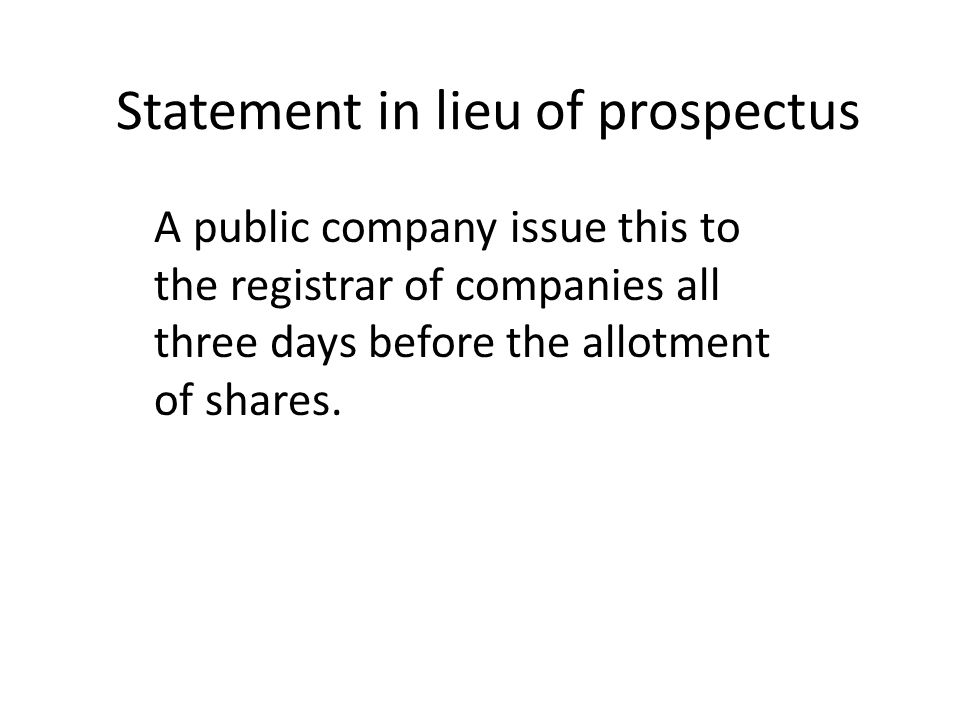 Statement in lieu of prospectus
A public company issue this to
the registrar of companies all
three days before the allotment
of shares.